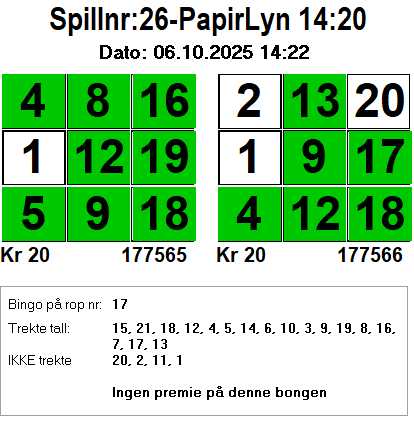 Spillnr:26-PapirLyn 14:20
Dato: 06.10.2025 14:22
4 8 16 2 13 20
1 12 19 1 9 17
5 9 18 4 12 18
Kr 20 177565 Kr 20 177566
Bingo på rop nr: 17
Trekte tall: 15, 21, 18, 12, 4, 5, 14, 6, 10, 3, 9, 19, 8, 16,
7, 17, 13
IKKE trekte 20, 2, 11, 1
Ingen premie på denne bongen